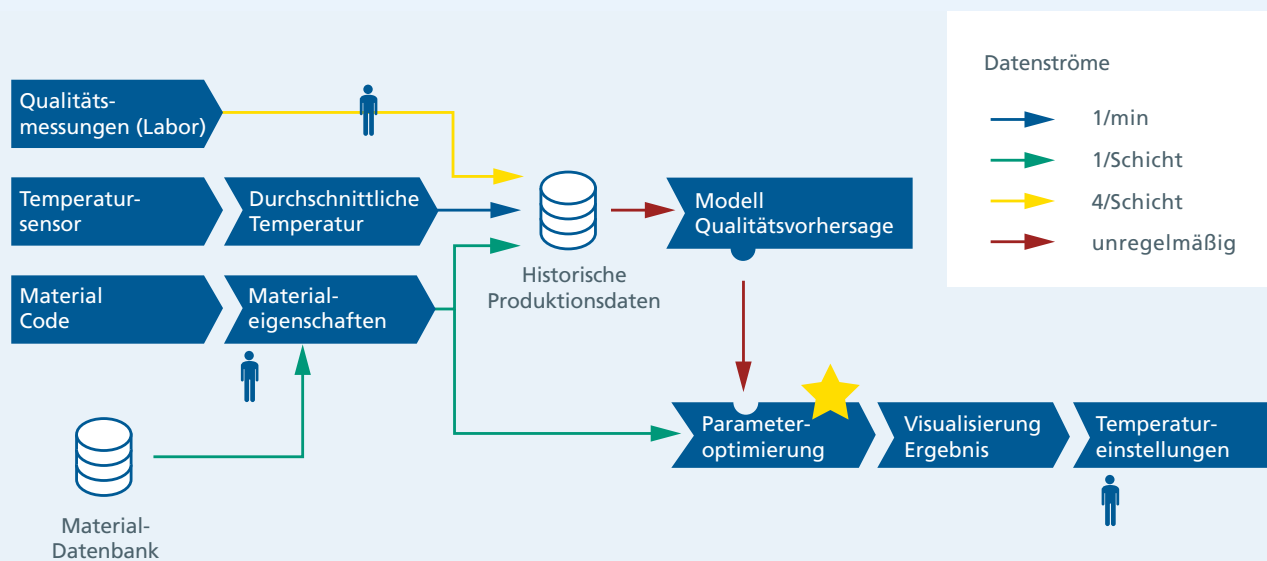 Datenströme
1/min
1/Schicht
4/Schicht
unregelmäßig
Qualitäts-
messungen (Labor)
Temperatur-
sensor
Durchschnittliche
Temperatur
Historische
Produktionsdaten
Modell
Qualitätsvorhersage
Material
Code
Material-
eigenschaften
Material-
Datenbank
Parameter-
optimierung
Visualisierung
Ergebnis
Temperatur-
einstellungen